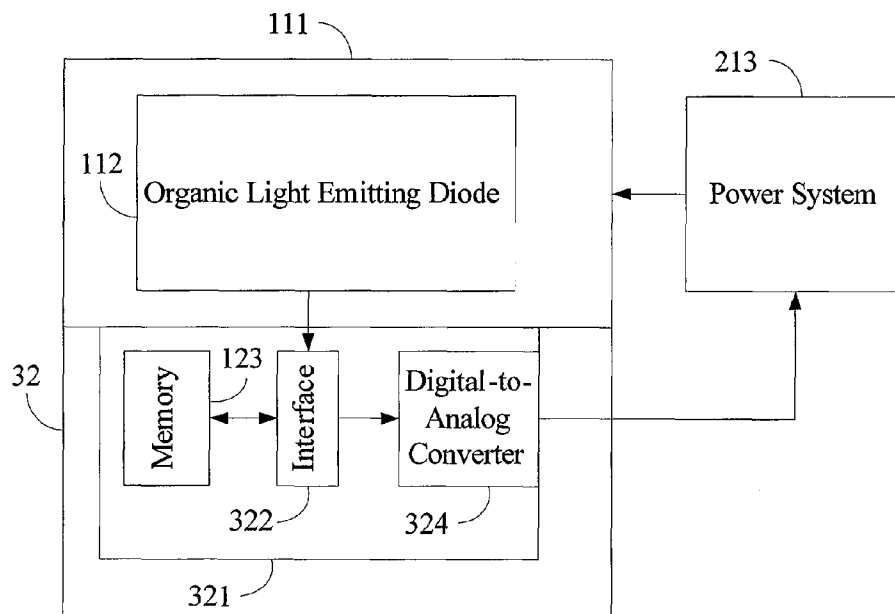 111
213
112
Organic Light Emitting Diode
Power System
32
123
Memory
Interface
Digital-to-
Analog
Converter
322
324
321